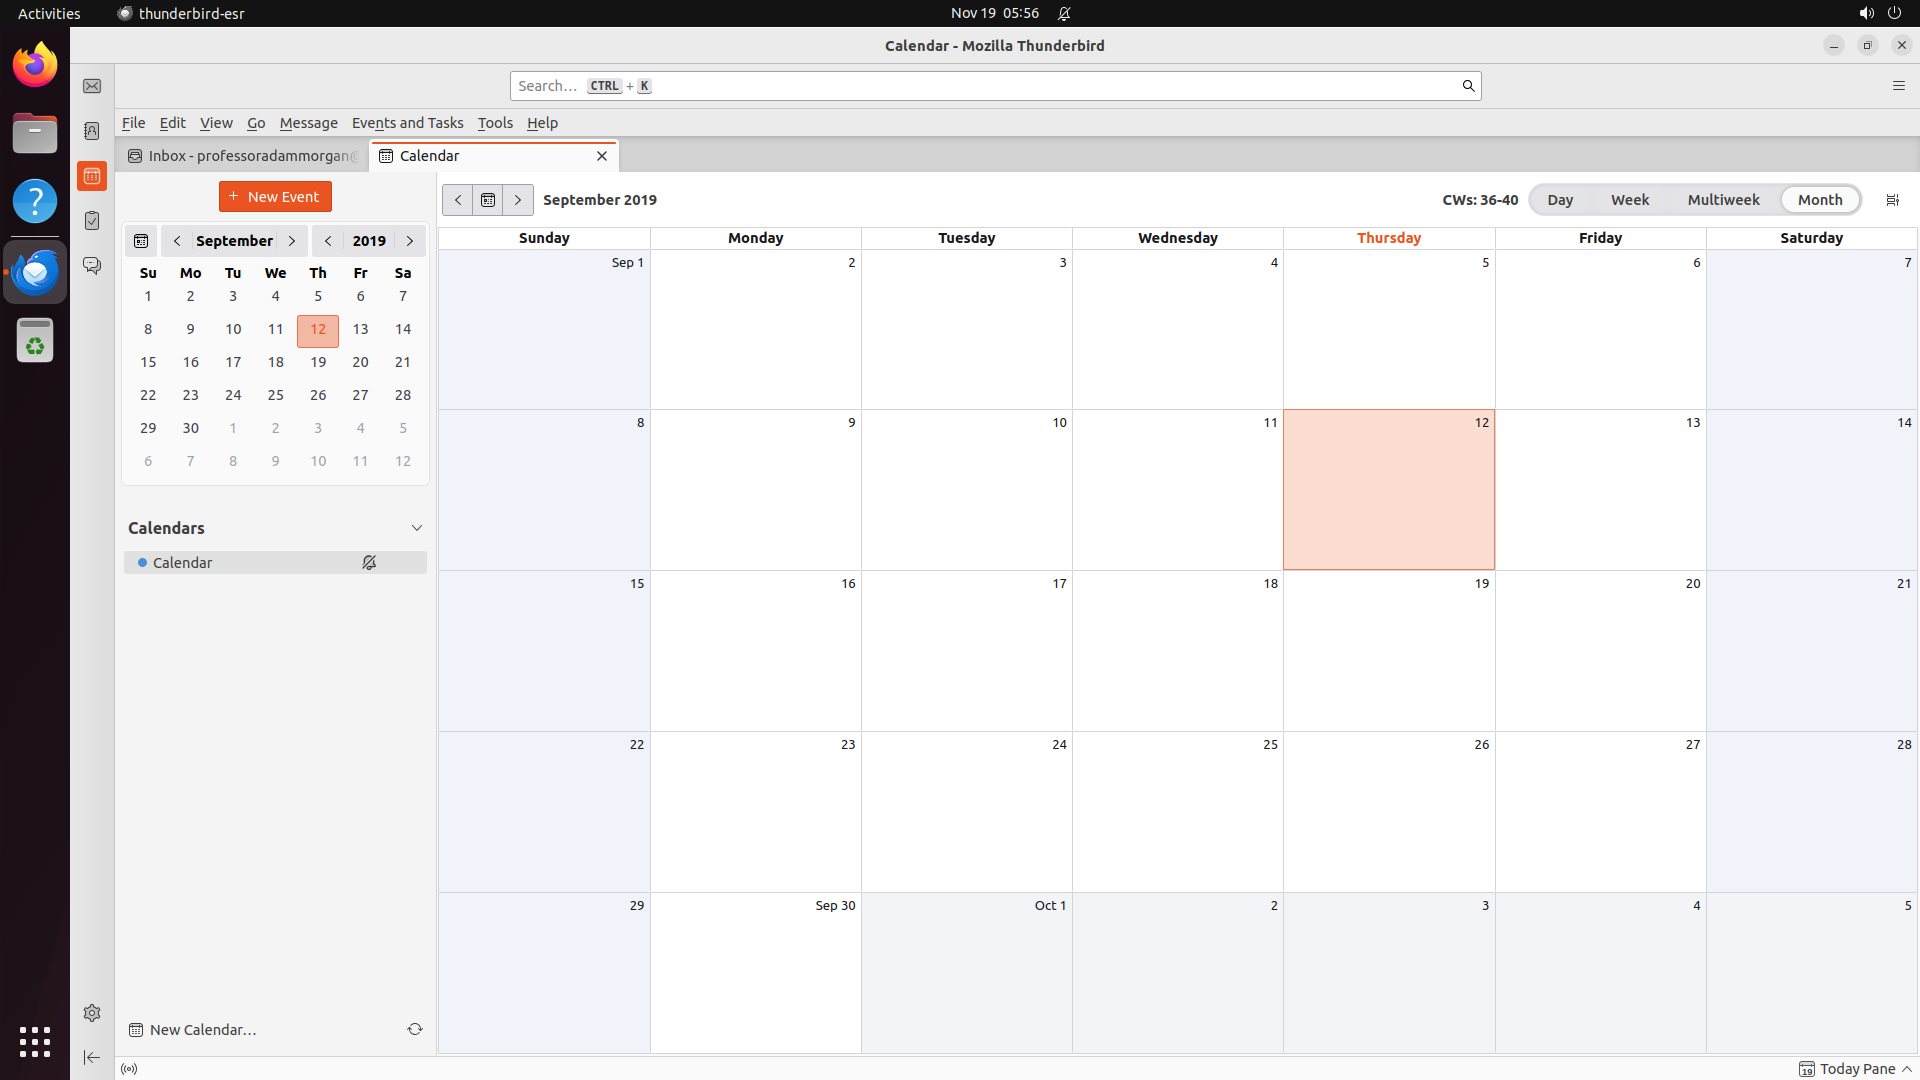 Activities thunderbird-esr Nov 19 05:56
Calendar - Mozilla Thunderbird
Search… CTRL + K
File Edit View Go Message Events and Tasks Tools Help
Inbox - professoradammorgan@ Calendar
New Event
September 2019
CWs: 36-40 Day Week Multiweek Month
September 2019
Su Mo Tu We Th Fr Sa
1 2 3 4 5 6 7
8 9 10 11 12 13 14
15 16 17 18 19 20 21
22 23 24 25 26 27 28
29 30 1 2 3 4 5
6 7 8 9 10 11 12
Calendars
Calendar
New Calendar…
Sunday Monday Tuesday Wednesday Thursday Friday Saturday
Sep 1 2 3 4 5 6 7
8 9 10 11 12 13 14
15 16 17 18 19 20 21
22 23 24 25 26 27 28
29 Sep 30 Oct 1 2 3 4 5
19 Today Pane